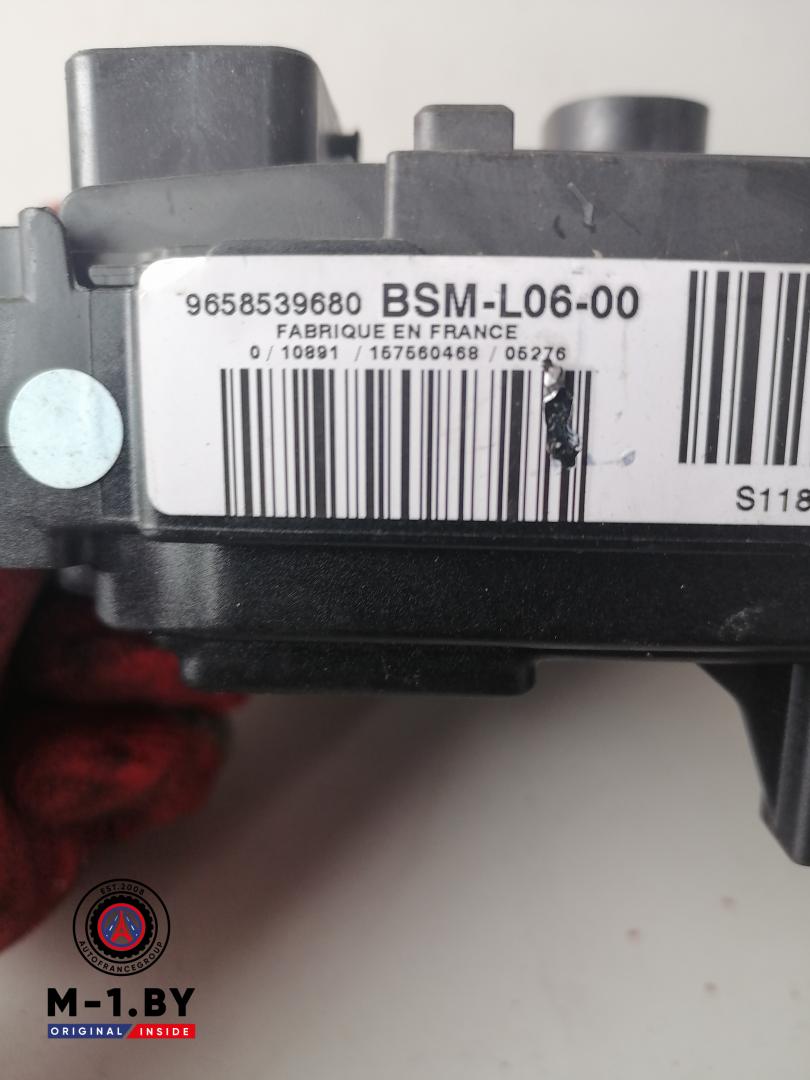 9658539680 BSM-L06-00
FABRIQUE EN FRANCE
0 / 10891 / 157560468 / 05276
S118
EST.2008
AUTOFRANCEGROUP
M-1.BY
ORIGINAL INSIDE